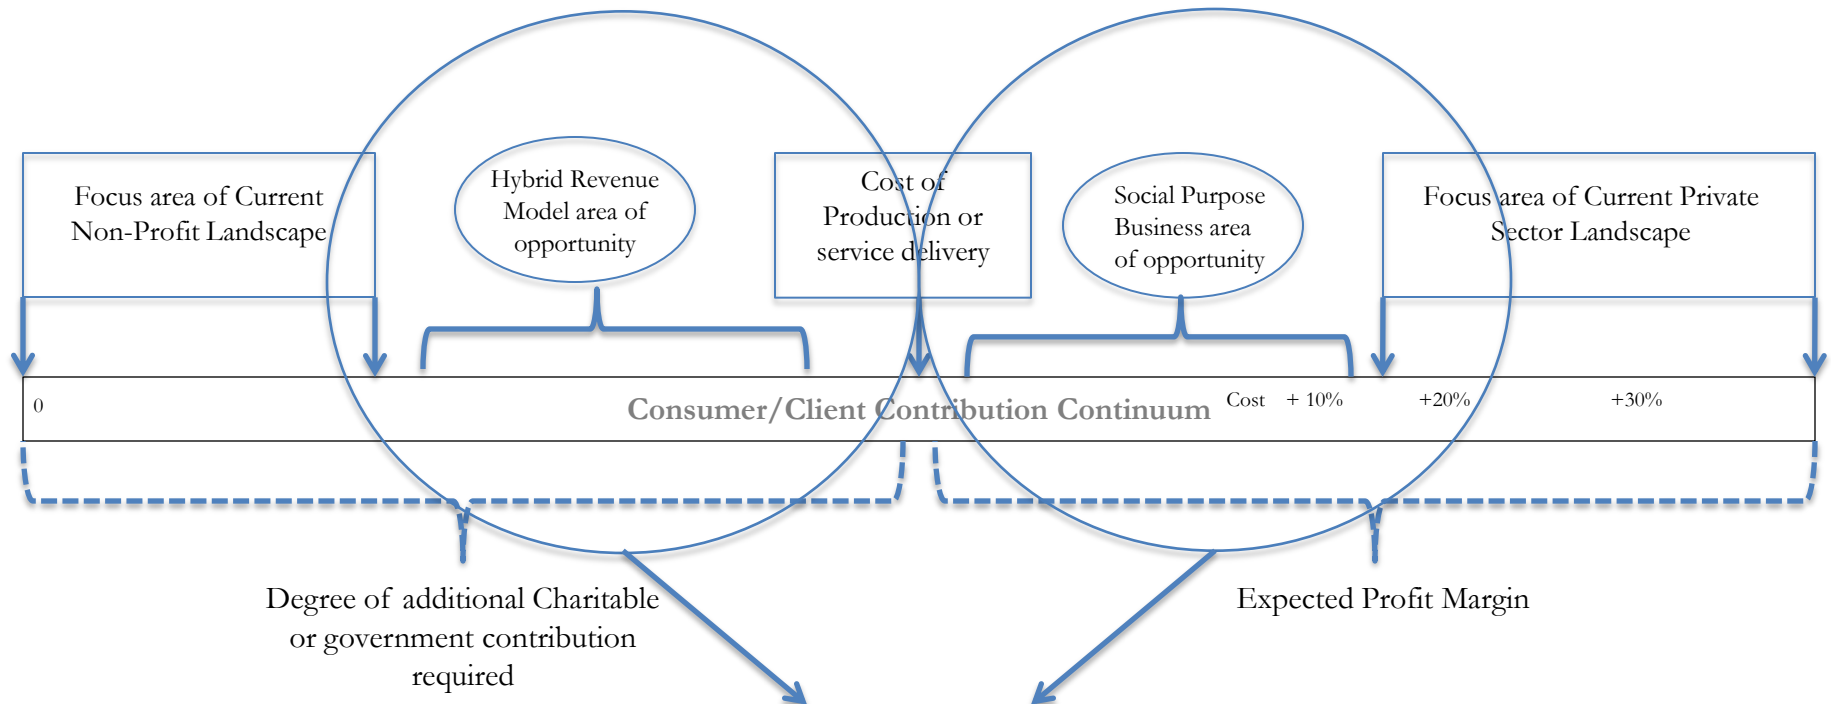 Focus area of Current
Non-Profit Landscape
Hybrid Revenue
Model area of
opportunity
Cost of
Production or
service delivery
Social Purpose
Business area
of opportunity
Focus area of Current Private
Sector Landscape
0
Consumer/Client Contribution Continuum
Cost + 10% +20% +30%
Degree of additional Charitable
or government contribution
required
Expected Profit Margin